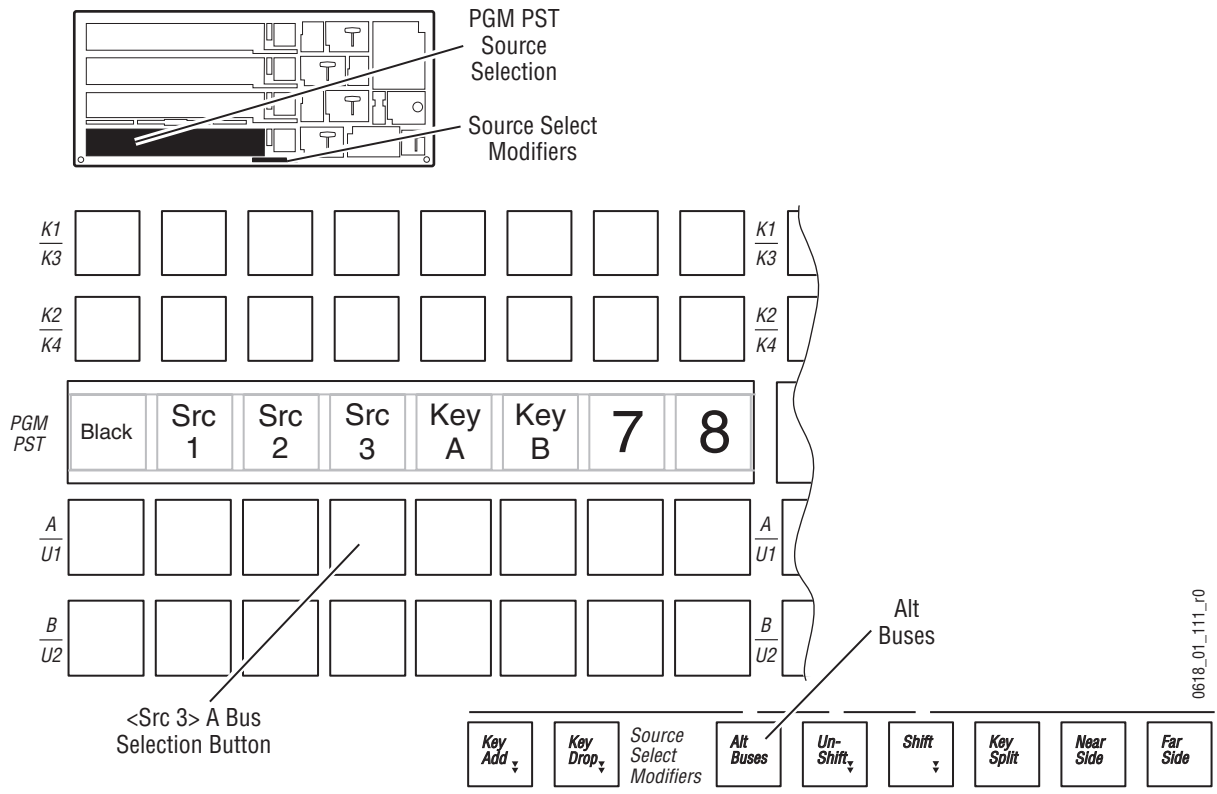 PGM PST
Source
Selection
Source Select
Modifiers
K1
K3
K1
K3
K2
K4
K2
K4
PGM
PST
Black
Src
1
Src
2
Src
3
Key
A
Key
B
7
8
A
U1
A
U1
B
U2
B
U2
Alt
Buses
<Src 3> A Bus
Selection Button
Key
Add
Key
Drop
Source
Select
Modifiers
Alt
Buses
Un-
Shift
Shift
Key
Split
Near
Side
Far
Side
0618_01_111_r0